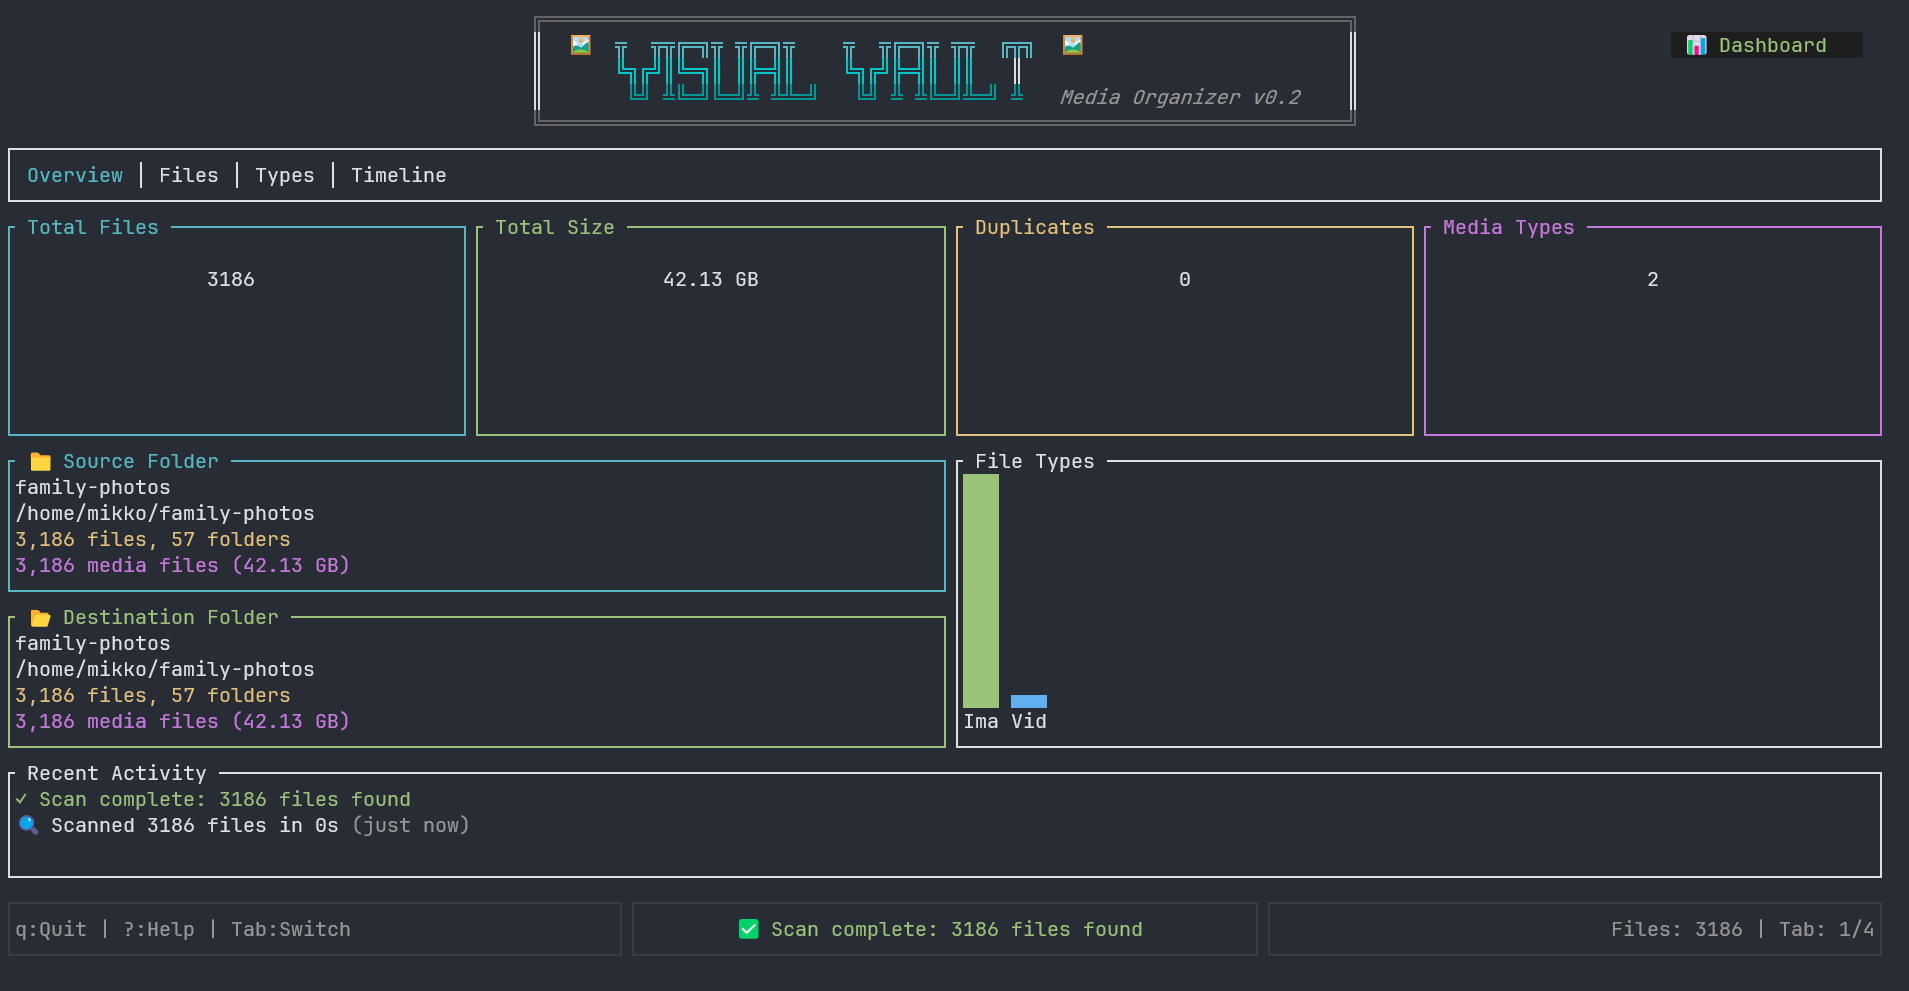 VISUAL VAULT
Media Organizer v0.2
Dashboard
Overview │ Files │ Types │ Timeline
Total Files
3186
Total Size
42.13 GB
Duplicates
0
Media Types
2
Source Folder
family-photos
/home/mikko/family-photos
3,186 files, 57 folders
3,186 media files (42.13 GB)
Destination Folder
family-photos
/home/mikko/family-photos
3,186 files, 57 folders
3,186 media files (42.13 GB)
File Types
Ima Vid
Recent Activity
✓ Scan complete: 3186 files found
🔍 Scanned 3186 files in 0s (just now)
q:Quit | ?:Help | Tab:Switch
✅ Scan complete: 3186 files found
Files: 3186 | Tab: 1/4